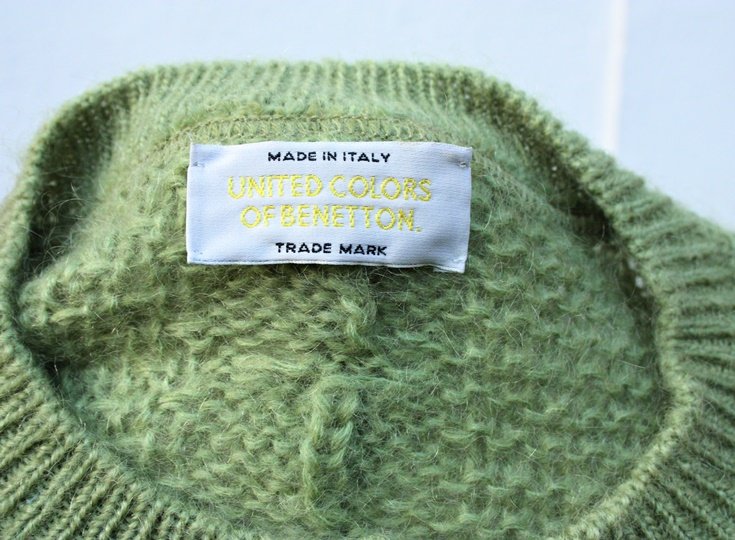 MADE IN ITALY
UNITED COLORS
OF BENETTON.
TRADE MARK